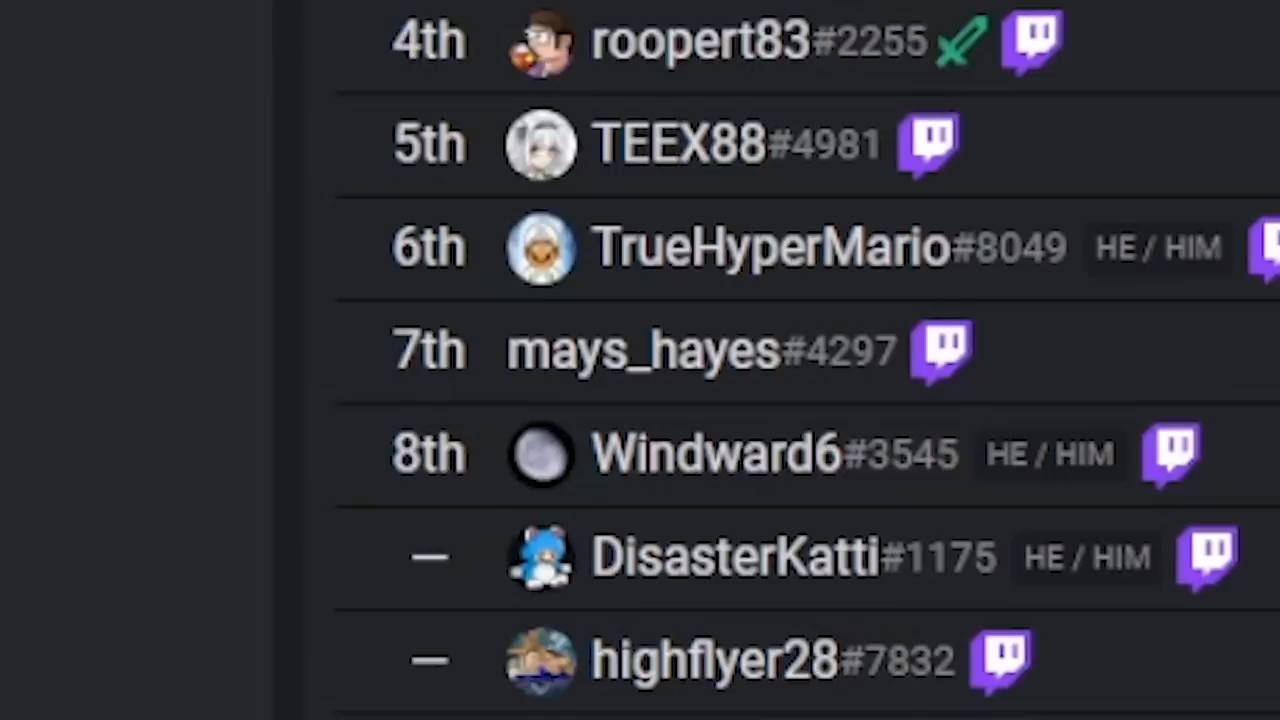 4th roopert83#2255
5th TEEX88#4981
6th TrueHyperMario#8049 HE / HIM
7th mays_hayes#4297
8th Windward6#3545 HE / HIM
— DisasterKatti#1175 HE / HIM
— highflyer28#7832